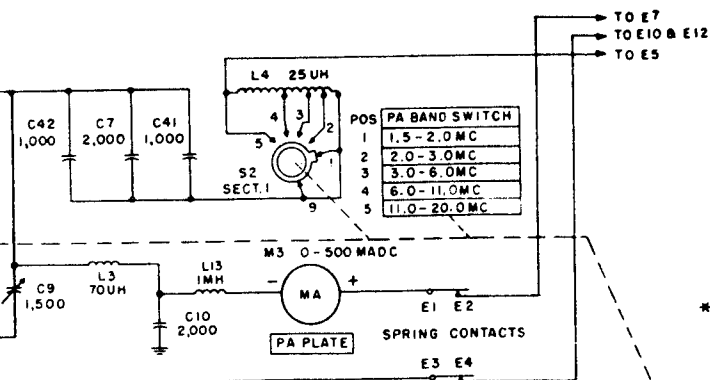 TO E7
TO E10 & E12
TO E5
L4 25UH
C42
1,000
C7
2,000
C41
1,000
4
3
2
5
1
S2
SECT.1
9
POS PA BAND SWITCH
1 1.5-2.0MC
2 2.0-3.0MC
3 3.0-6.0MC
4 6.0-11.0MC
5 11.0-20.0MC
M3 0-500 MADC
L13
1MH
L3
70UH
C9
1,500
C10
2,000
- MA +
PA PLATE
E1 E2
SPRING CONTACTS
E3 E4
*